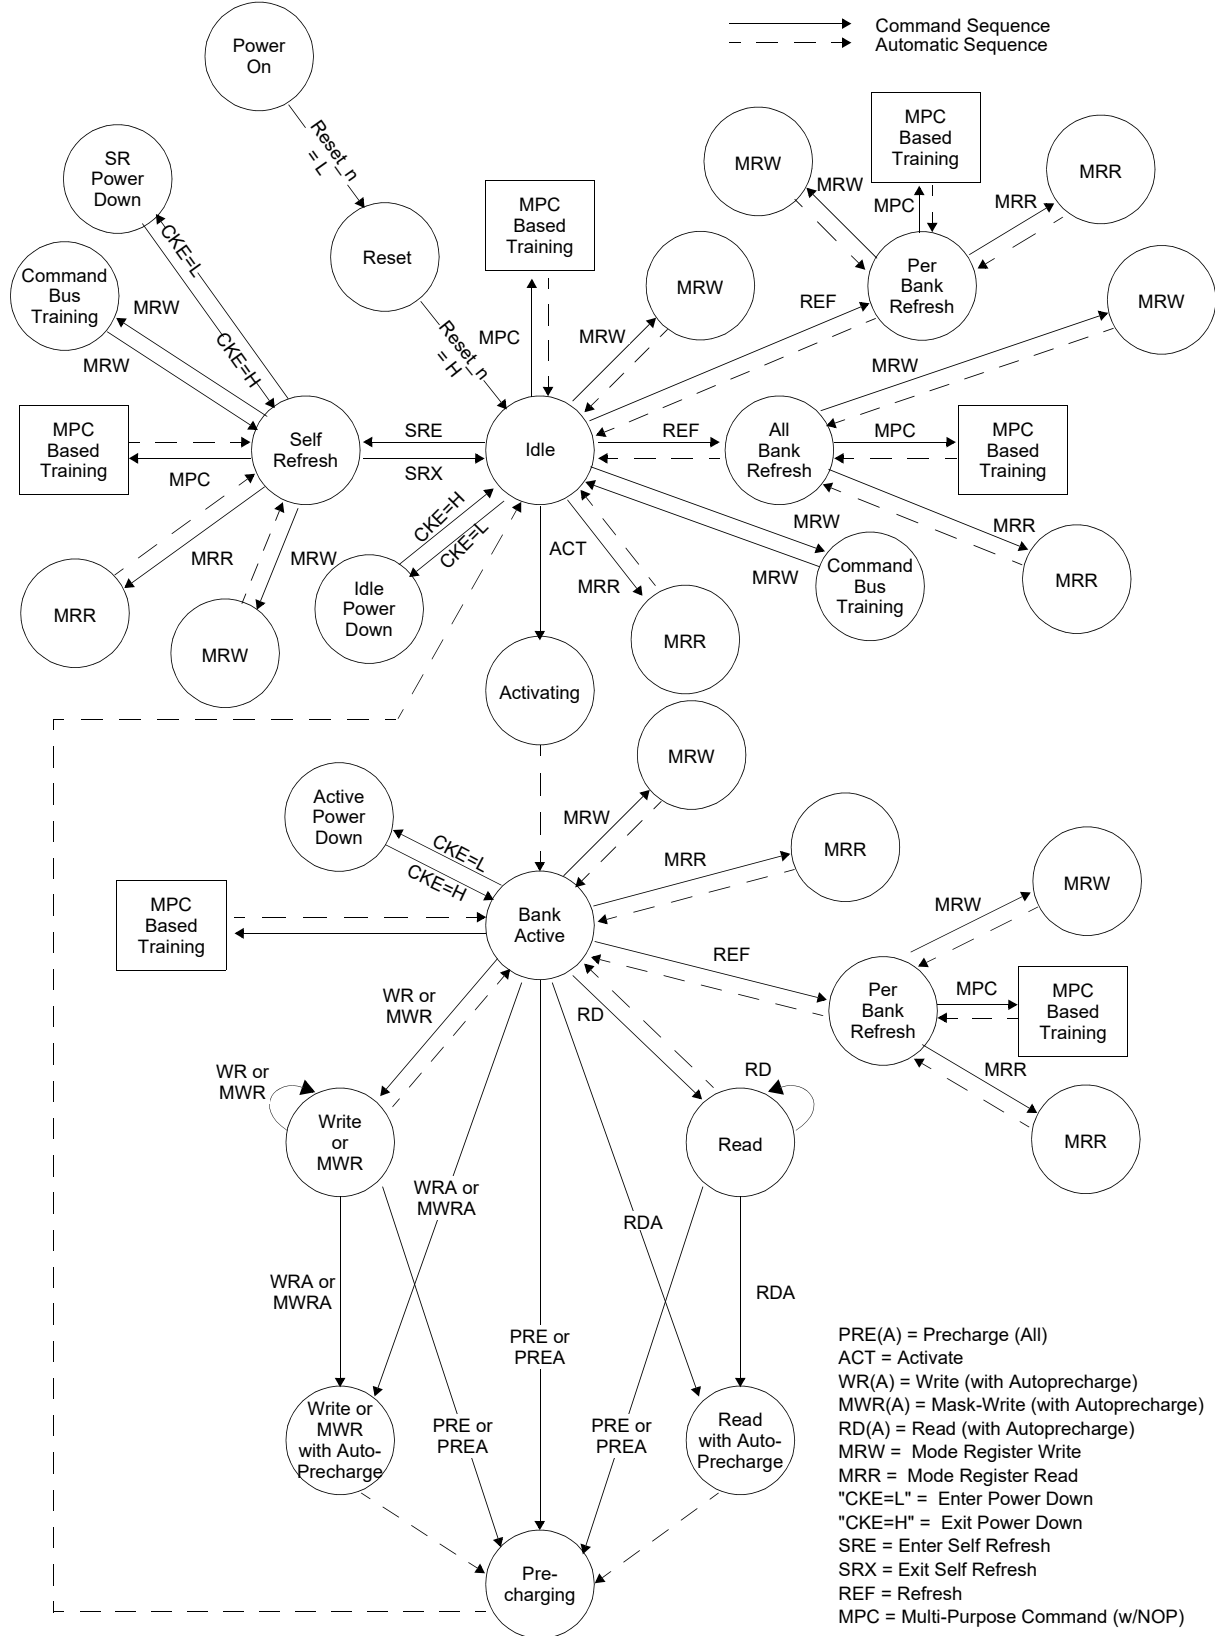 Power
On
Command Sequence
Automatic Sequence
Reset_n
= L
SR
Power
Down
MPC
Based
Training
MRW
MRW
MPC
MRR
MRR
MPC
Based
Training
Reset
CKE=L
Command
Bus
Training
MRW
Per
Bank
Refresh
MRW
REF
MRW
MRW
Reset_n
= H
MPC
MRW
CKE=H
MRW
MRW
MPC
Based
Training
Self
Refresh
SRE
SRX
Idle
REF
All
Bank
Refresh
MPC
MPC
Based
Training
MPC
CKE=H
CKE=L
MRW
MRR
ACT
MRR
MRW
MRR
MRW
Command
Bus
Training
MRR
MRR
Idle
Power
Down
MRW
MRR
Activating
MRW
Active
Power
Down
MRW
CKE=L
MRR
MRR
CKE=H
MRW
MRW
MPC
Based
Training
Bank
Active
REF
Per
Bank
Refresh
MPC
MPC
Based
Training
WR or
MWR
RD
MRR
WR or
MWR
RD
Write
or
MWR
Read
MRR
WRA or
MWRA
RDA
WRA or
MWRA
RDA
PRE or
PREA
Write or
MWR
with Auto-
Precharge
PRE or
PREA
PRE or
PREA
Read
with Auto-
Precharge
Pre-
charging
PRE(A) = Precharge (All)
ACT = Activate
WR(A) = Write (with Autoprecharge)
MWR(A) = Mask-Write (with Autoprecharge)
RD(A) = Read (with Autoprecharge)
MRW = Mode Register Write
MRR = Mode Register Read
"CKE=L" = Enter Power Down
"CKE=H" = Exit Power Down
SRE = Enter Self Refresh
SRX = Exit Self Refresh
REF = Refresh
MPC = Multi-Purpose Command (w/NOP)